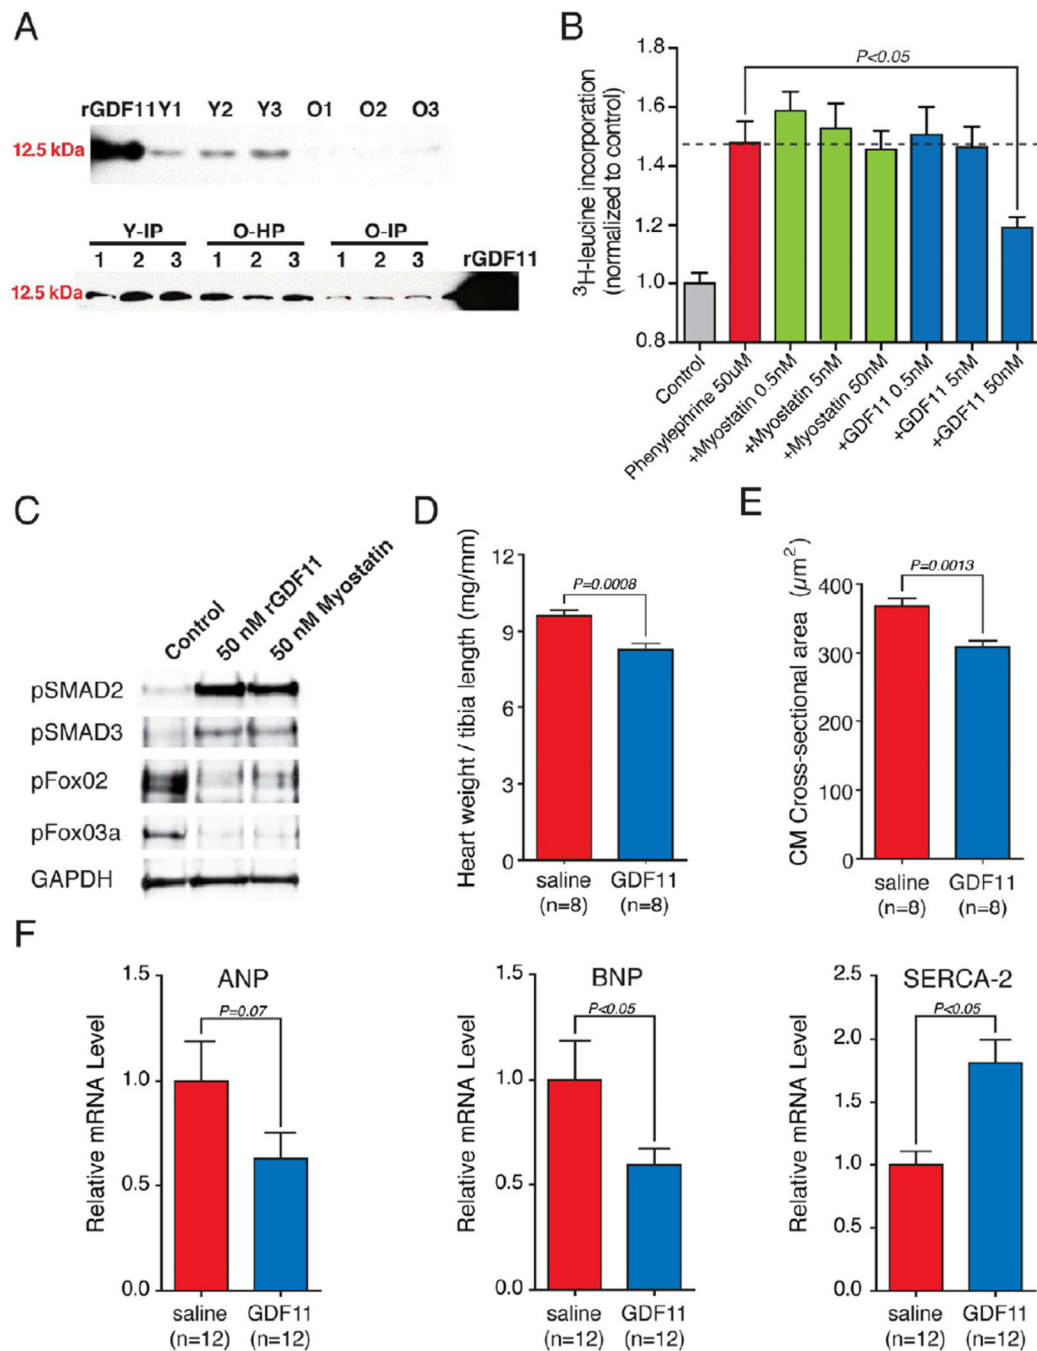 A
rGDF11 Y1 Y2 Y3 O1 O2 O3
12.5 kDa
Y-IP O-HP O-IP
1 2 3 1 2 3 1 2 3 rGDF11
12.5 kDa
B
P<0.05
³H-leucine incorporation
(normalized to control)
1.8
1.6
1.4
1.2
1.0
0.8
Control
Phenylephrine 50uM
+Myostatin 0.5nM
+Myostatin 5nM
+Myostatin 50nM
+GDF11 0.5nM
+GDF11 5nM
+GDF11 50nM
C
Control
50 nM rGDF11
50 nM Myostatin
pSMAD2
pSMAD3
pFox02
pFox03a
GAPDH
D
Heart weight / tibia length (mg/mm)
12
9
6
3
0
P=0.0008
saline GDF11
(n=8) (n=8)
E
CM Cross-sectional area (µm²)
400
300
200
100
0
P=0.0013
saline GDF11
(n=8) (n=8)
F
ANP
Relative mRNA Level
1.5
1.0
0.5
0.0
P=0.07
saline GDF11
(n=12) (n=12)
BNP
Relative mRNA Level
1.5
1.0
0.5
0.0
P<0.05
saline GDF11
(n=12) (n=12)
SERCA-2
Relative mRNA Level
2.5
2.0
1.5
1.0
0.5
0.0
P<0.05
saline GDF11
(n=12) (n=12)